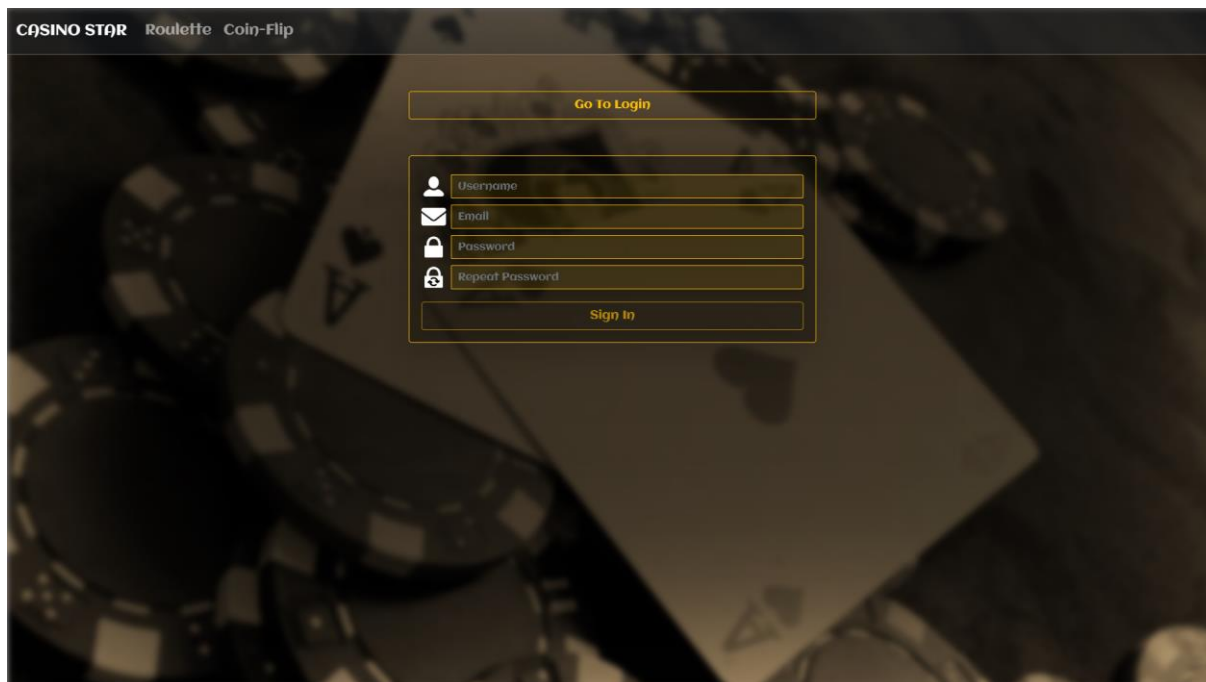 CASINO STAR Roulette Coin-Flip
Go To Login
Username
Email
Password
Repeat Password
Sign In